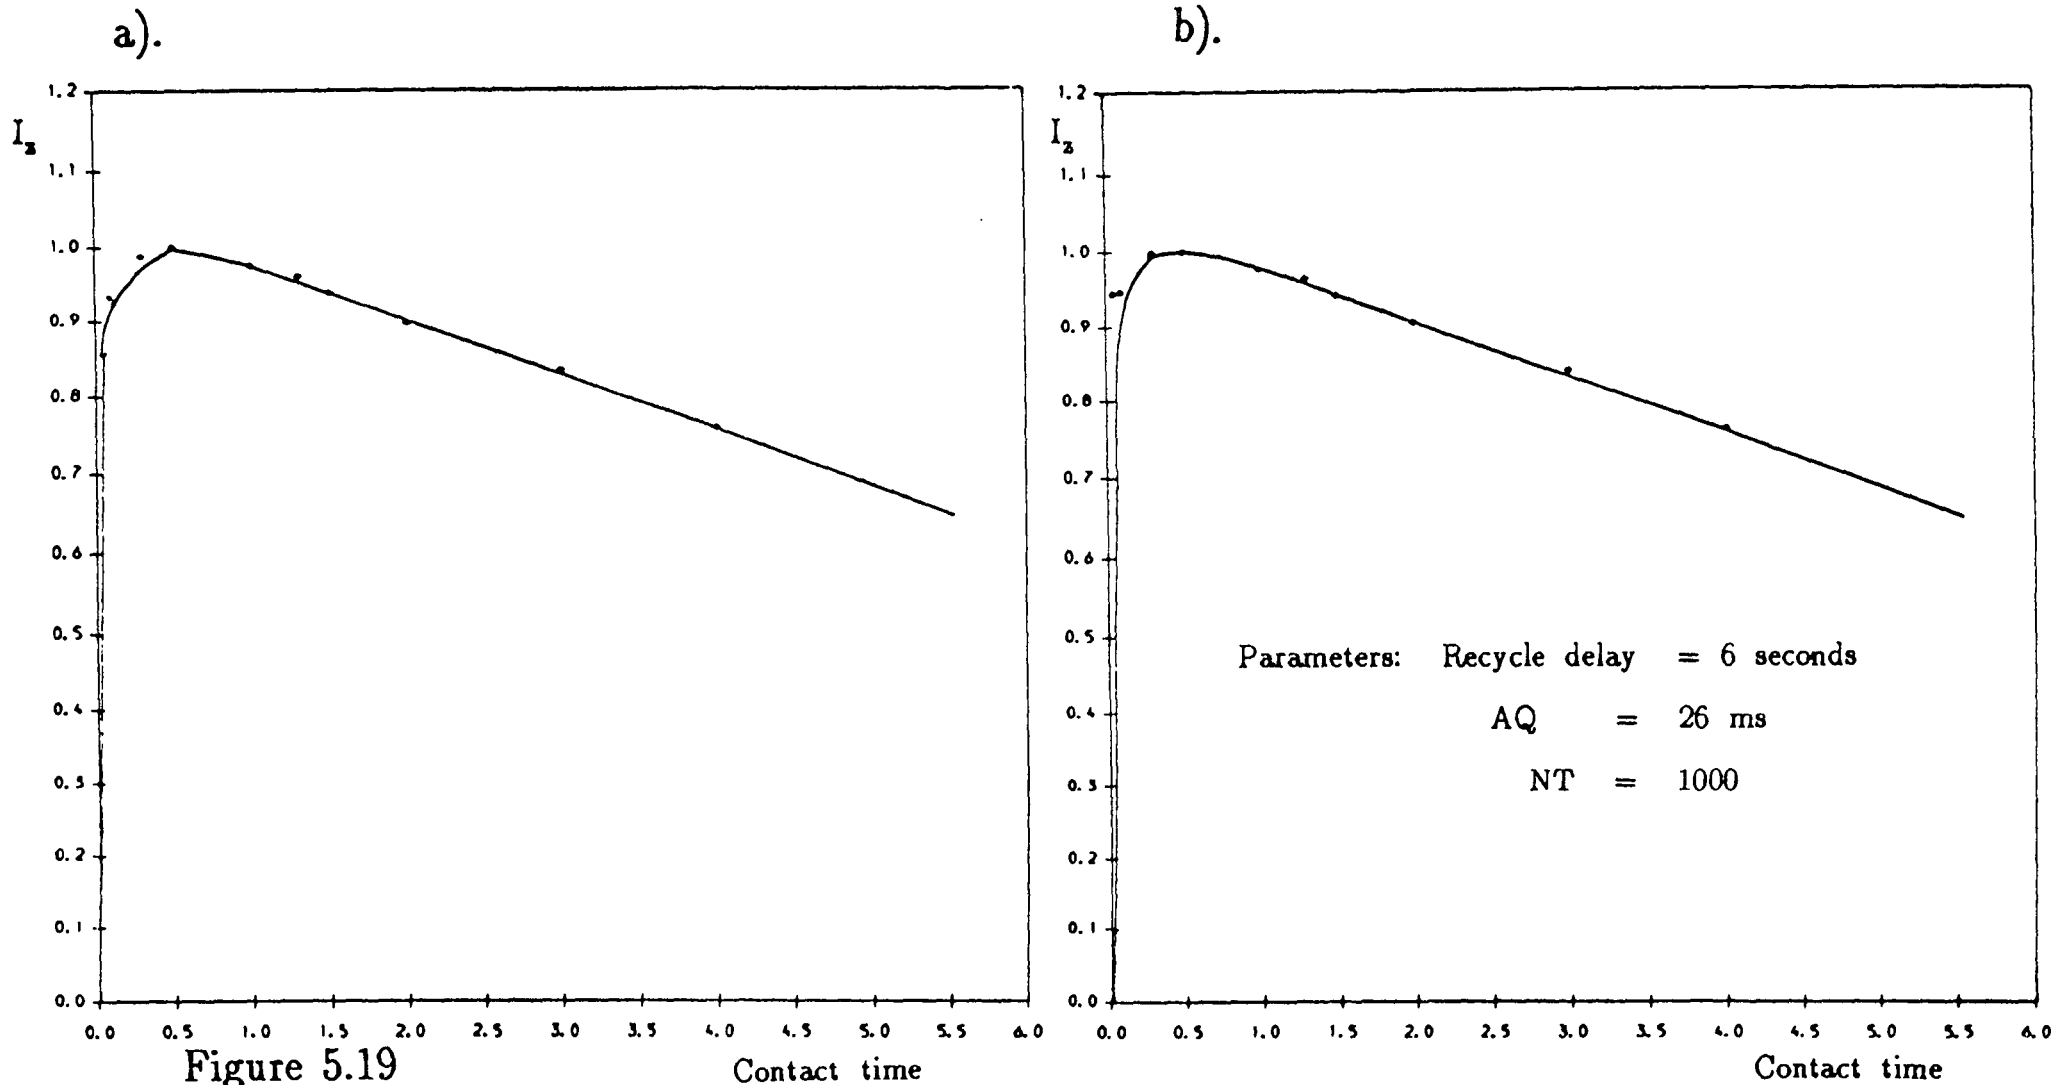 a).
1.2
I_z
1.1
1.0
0.9
0.8
0.7
0.6
0.5
0.4
0.3
0.2
0.1
0.0
0.0 0.5 1.0 1.5 2.0 2.5 3.0 3.5 4.0 4.5 5.0 5.5 6.0
Figure 5.19
Contact time
b).
1.2
I_z
1.1
1.0
0.9
0.8
0.7
0.6
0.5
0.4
0.3
0.2
0.1
0.0
Parameters: Recycle delay = 6 seconds
AQ = 26 ms
NT = 1000
0.0 0.5 1.0 1.5 2.0 2.5 3.0 3.5 4.0 4.5 5.0 5.5 6.0
Contact time